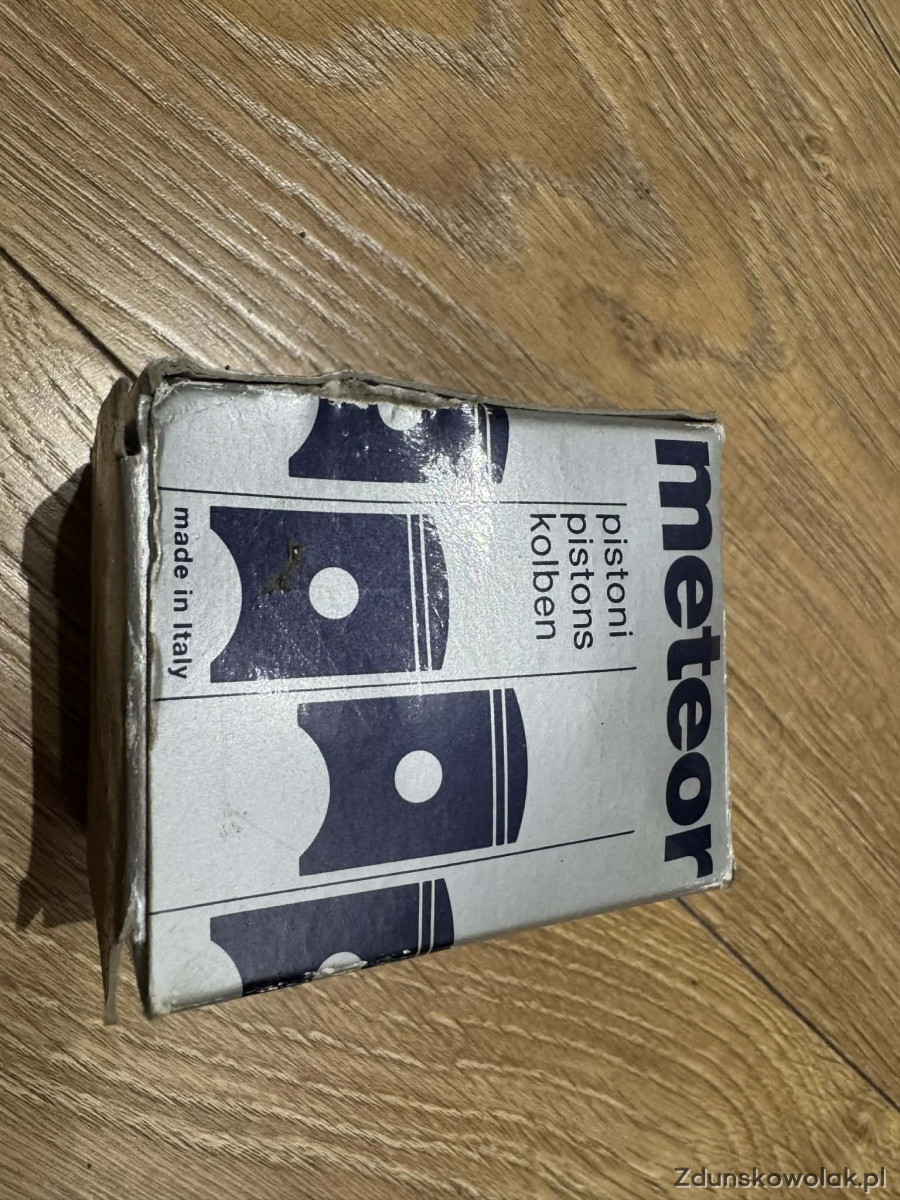 meteor
pistoni
pistons
kolben
made in Italy
Zdunskowolak.pl